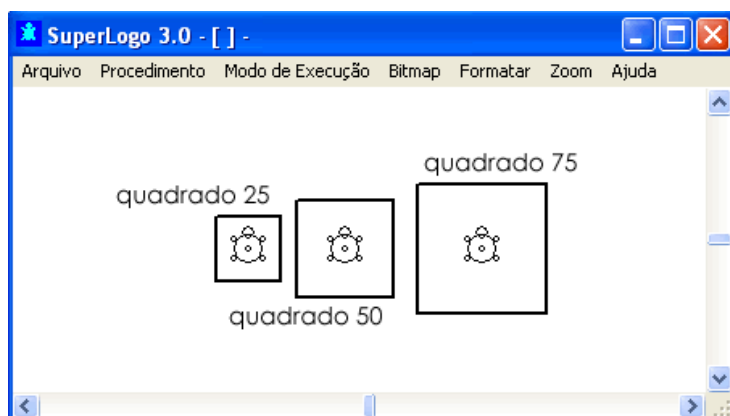 SuperLogo 3.0 - [ ] -
Arquivo Procedimento Modo de Execução Bitmap Formatar Zoom Ajuda
quadrado 75
quadrado 25
quadrado 50